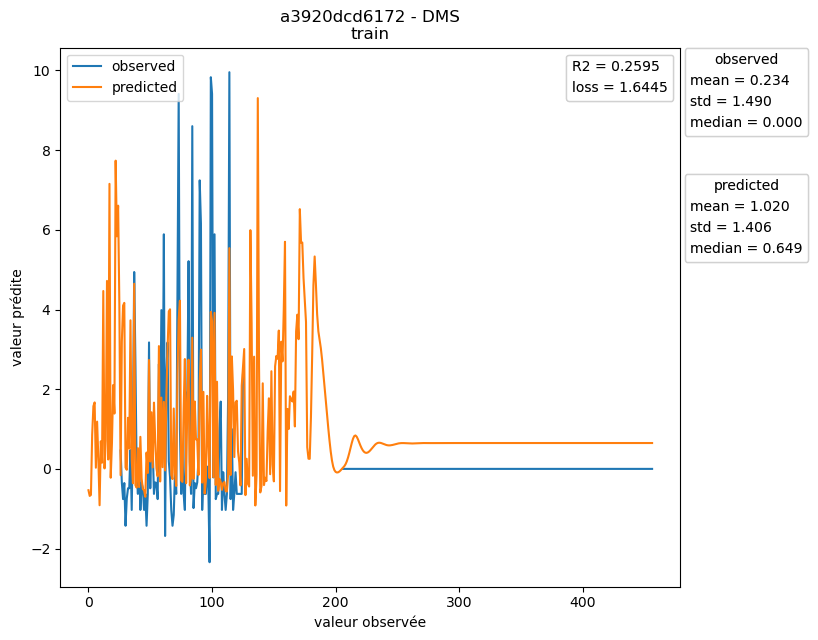 a3920dcd6172 - DMS
train
observed
predicted
R2 = 0.2595
loss = 1.6445
observed
mean = 0.234
std = 1.490
median = 0.000
predicted
mean = 1.020
std = 1.406
median = 0.649
valeur prédite
10
8
6
4
2
0
−2
0
100
200
300
400
valeur observée